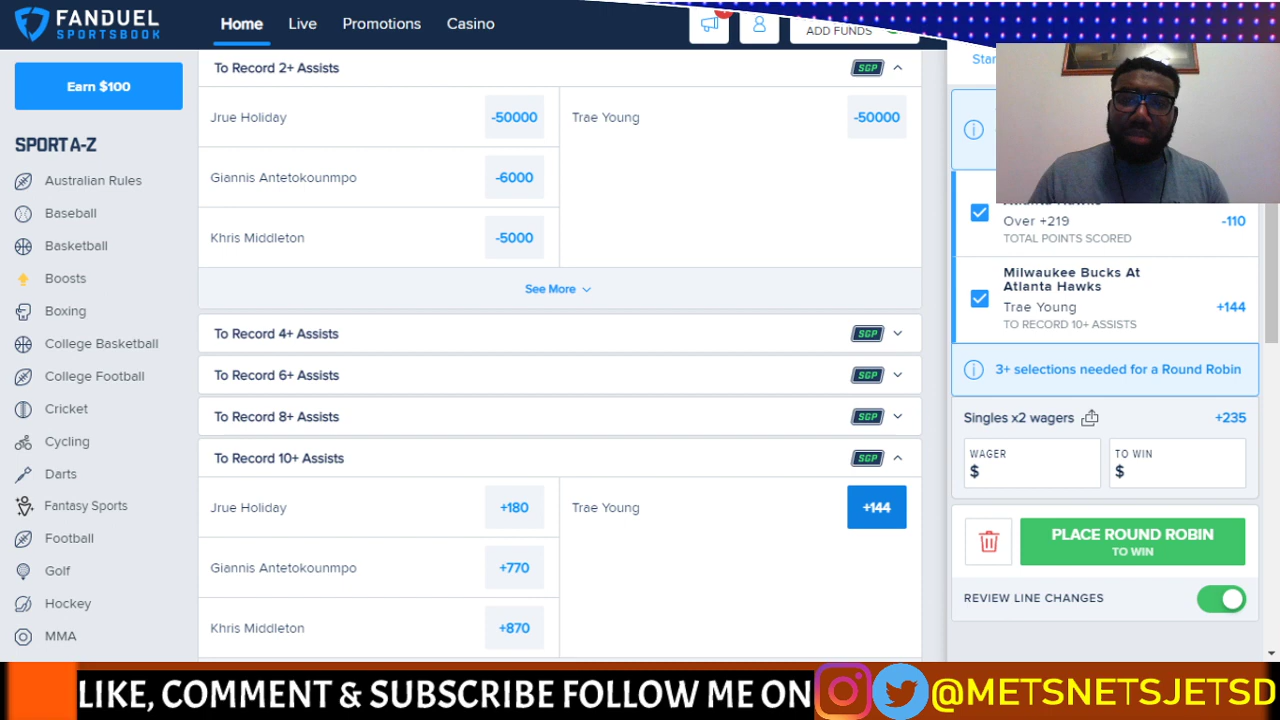 FANDUEL
SPORTSBOOK
Home
Live
Promotions
Casino
ADD FUNDS
Earn $100
SPORT A-Z
Australian Rules
Baseball
Basketball
Boosts
Boxing
College Basketball
College Football
Cricket
Cycling
Darts
Fantasy Sports
Football
Golf
Hockey
MMA
To Record 2+ Assists
SGP
Jrue Holiday
-50000
Trae Young
-50000
Giannis Antetokounmpo
-6000
Khris Middleton
-5000
See More
To Record 4+ Assists
SGP
To Record 6+ Assists
SGP
To Record 8+ Assists
SGP
To Record 10+ Assists
SGP
Jrue Holiday
+180
Trae Young
+144
Giannis Antetokounmpo
+770
Khris Middleton
+870
Over +219
-110
TOTAL POINTS SCORED
Milwaukee Bucks At
Atlanta Hawks
Trae Young
+144
TO RECORD 10+ ASSISTS
3+ selections needed for a Round Robin
Singles x2 wagers
+235
WAGER
$
TO WIN
$
PLACE ROUND ROBIN
TO WIN
REVIEW LINE CHANGES
LIKE, COMMENT & SUBSCRIBE FOLLOW ME ON
@METSNETSJETSD